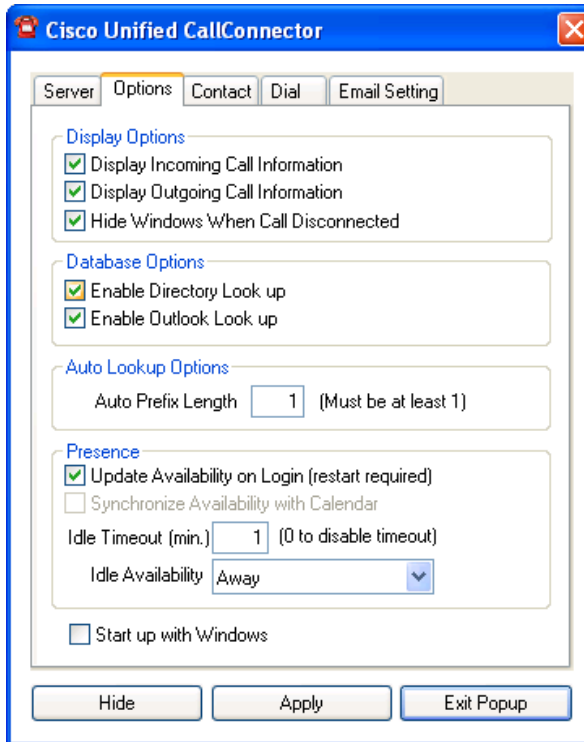 Cisco Unified CallConnector
Server Options Contact Dial Email Setting
Display Options
Display Incoming Call Information
Display Outgoing Call Information
Hide Windows When Call Disconnected
Database Options
Enable Directory Look up
Enable Outlook Look up
Auto Lookup Options
Auto Prefix Length 1 (Must be at least 1)
Presence
Update Availability on Login (restart required)
Synchronize Availability with Calendar
Idle Timeout (min.) 1 (0 to disable timeout)
Idle Availability Away
Start up with Windows
Hide Apply Exit Popup